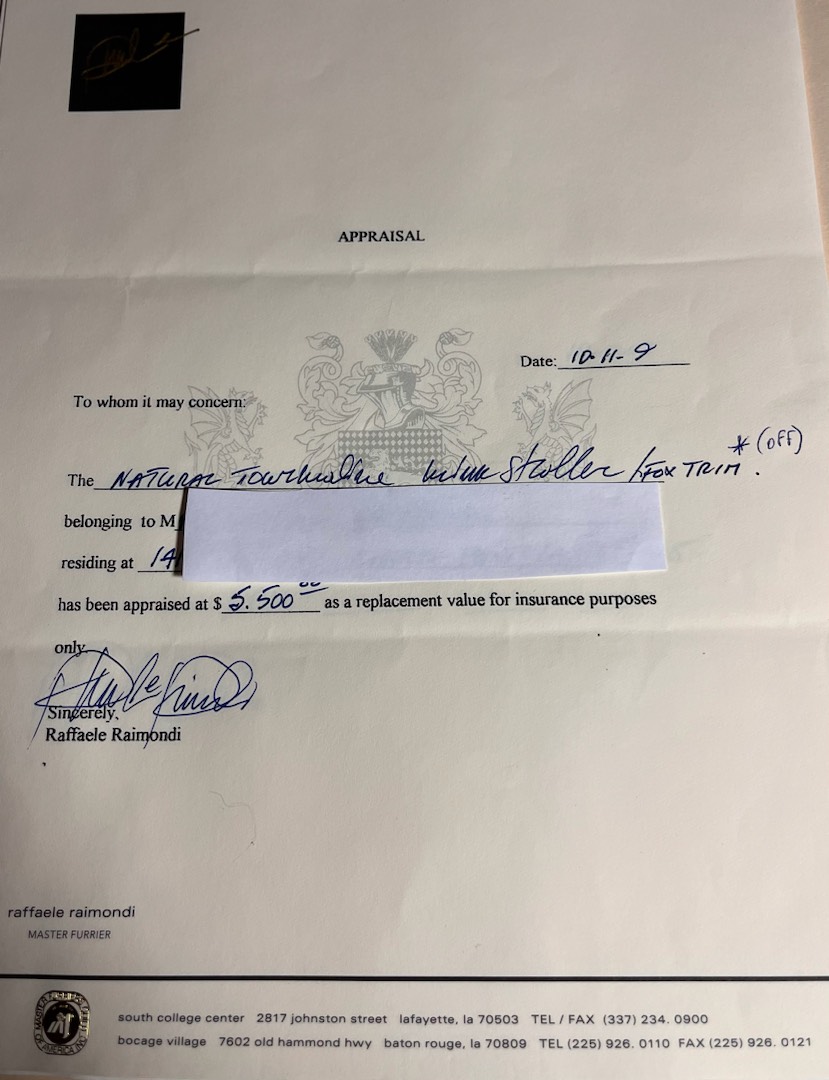 APPRAISAL
Date: 10-11-9
To whom it may concern:
The NATURAL Tourmaline Mink Stroller /FOX TRIM * (OFF) .
belonging to M
residing at 14
has been appraised at $ 5.500 00 as a replacement value for insurance purposes
only.
Sincerely,
Raffaele Raimondi
raffaele raimondi
MASTER FURRIER
south college center 2817 johnston street lafayette, la 70503 TEL / FAX (337) 234. 0900
bocage village 7602 old hammond hwy baton rouge, la 70809 TEL (225) 926. 0110 FAX (225) 926. 0121